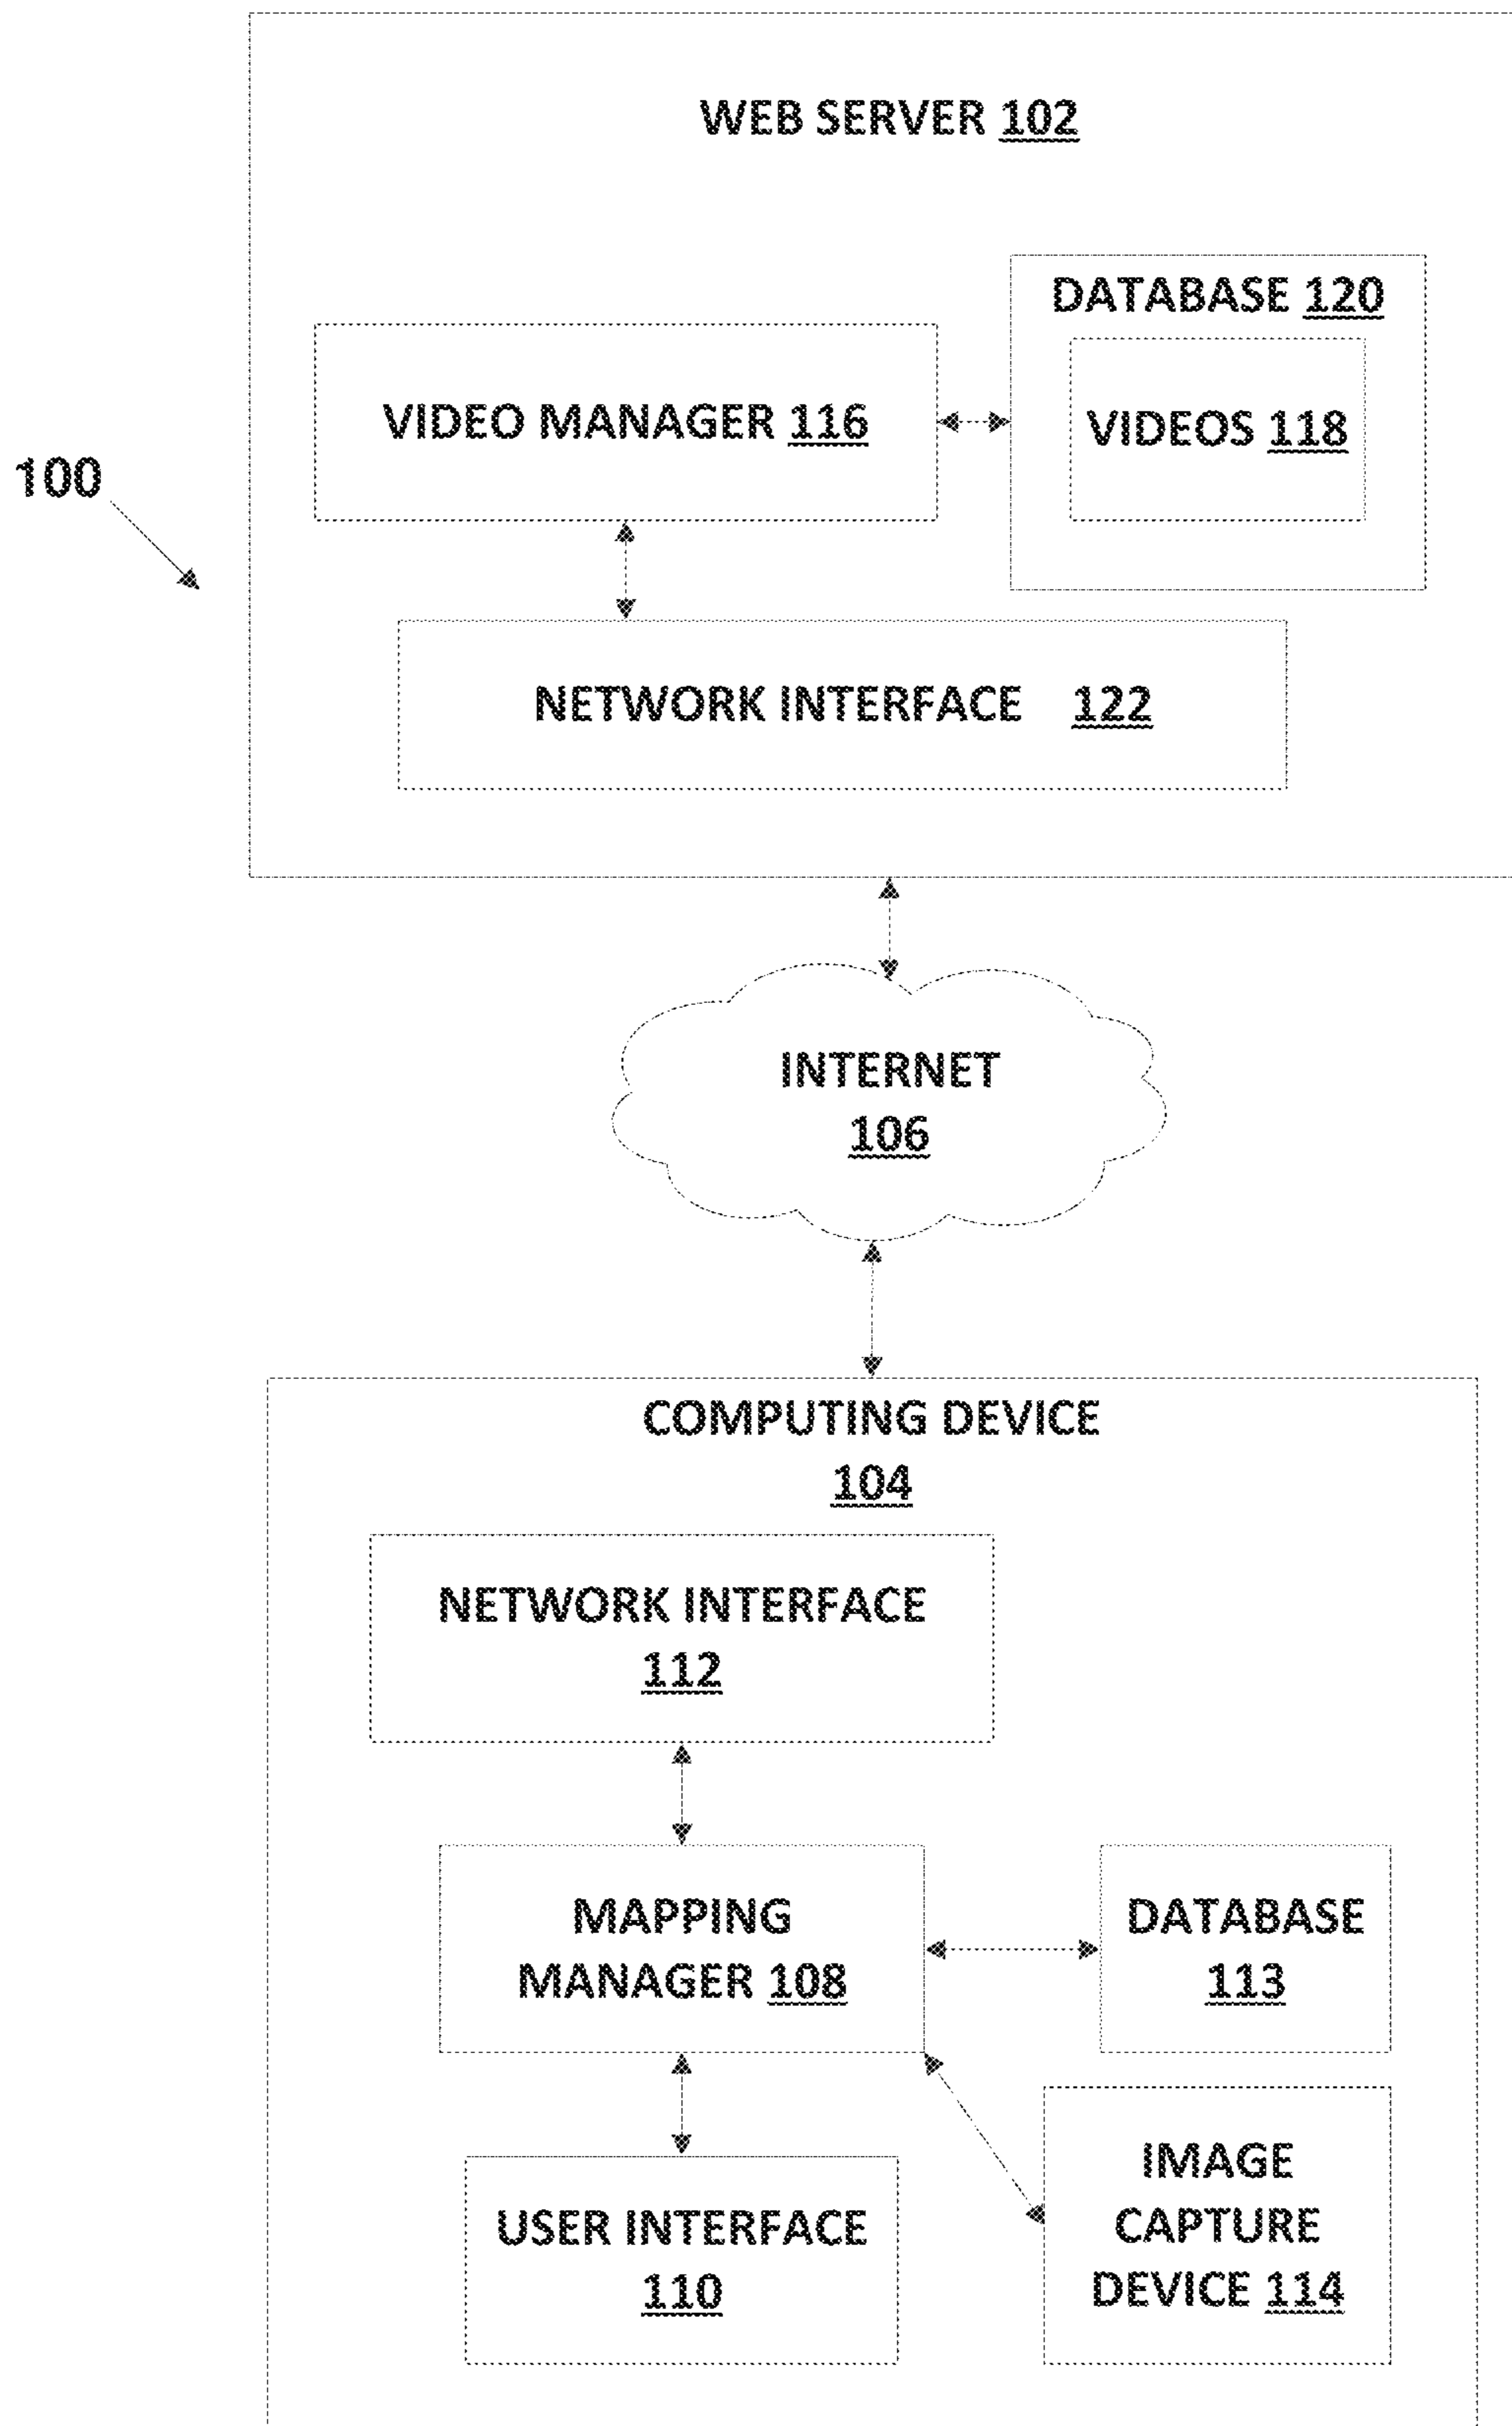 WEB SERVER 102
DATABASE 120
VIDEO MANAGER 116
VIDEOS 118
100
NETWORK INTERFACE 122
INTERNET
106
COMPUTING DEVICE
104
NETWORK INTERFACE
112
MAPPING
MANAGER 108
DATABASE
113
USER INTERFACE
110
IMAGE
CAPTURE
DEVICE 114